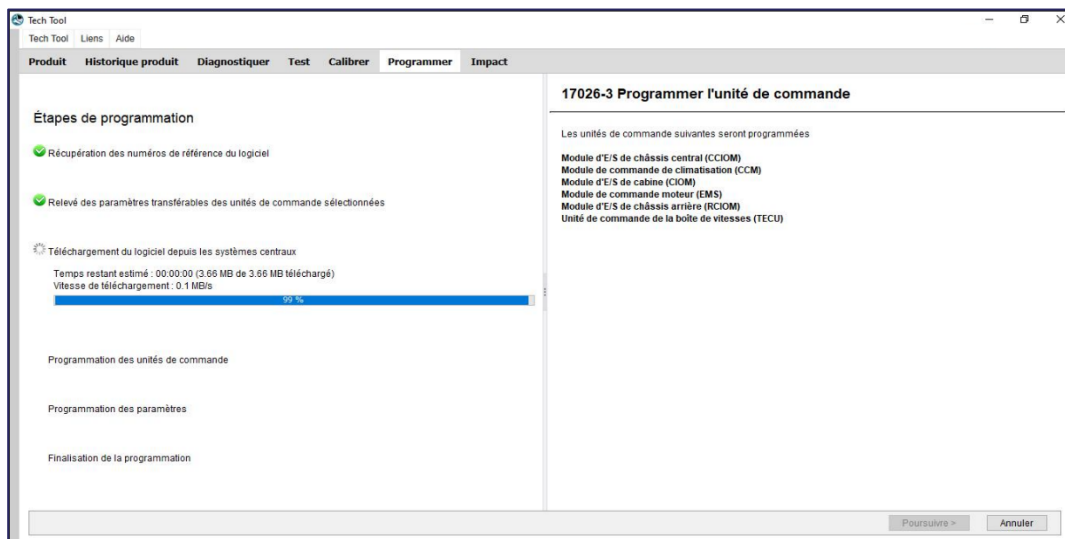 Tech Tool
Tech Tool Liens Aide
Produit Historique produit Diagnostiquer Test Calibrer Programmer Impact
Étapes de programmation
Récupération des numéros de référence du logiciel
Relevé des paramètres transférables des unités de commande sélectionnées
Téléchargement du logiciel depuis les systèmes centraux
Temps restant estimé : 00:00:00 (3.66 MB de 3.66 MB téléchargé)
Vitesse de téléchargement : 0.1 MB/s
99 %
Programmation des unités de commande
Programmation des paramètres
Finalisation de la programmation
17026-3 Programmer l'unité de commande
Les unités de commande suivantes seront programmées
Module d'E/S de châssis central (CCIOM)
Module de commande de climatisation (CCM)
Module d'E/S de cabine (CIOM)
Module de commande moteur (EMS)
Module d'E/S de châssis arrière (RCIOM)
Unité de commande de la boîte de vitesses (TECU)
Poursuivre > Annuler